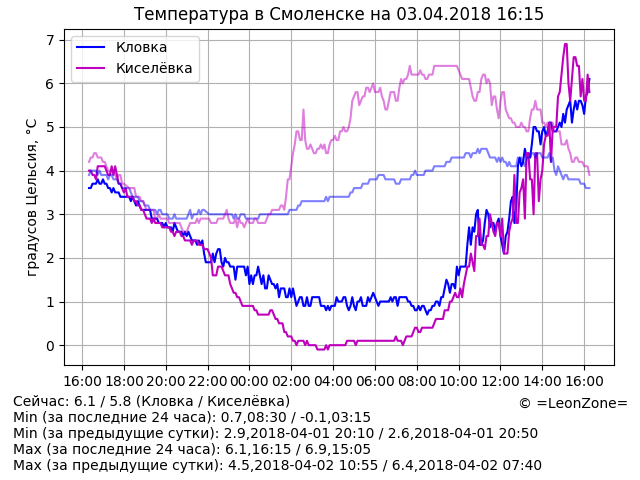 Температура в Смоленске на 03.04.2018 16:15
Кловка
Киселёвка
градусов Цельсия, °C
7
6
5
4
3
2
1
0
16:00 18:00 20:00 22:00 00:00 02:00 04:00 06:00 08:00 10:00 12:00 14:00 16:00
Сейчас: 6.1 / 5.8 (Кловка / Киселёвка)
© =LeonZone=
Min (за последние 24 часа): 0.7,08:30 / -0.1,03:15
Min (за предыдущие сутки): 2.9,2018-04-01 20:10 / 2.6,2018-04-01 20:50
Max (за последние 24 часа): 6.1,16:15 / 6.9,15:05
Max (за предыдущие сутки): 4.5,2018-04-02 10:55 / 6.4,2018-04-02 07:40